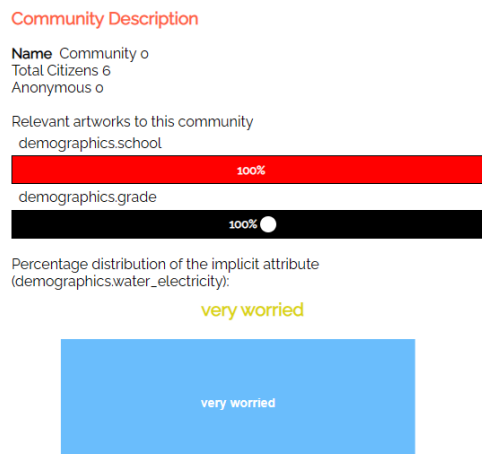 Community Description
Name Community 0
Total Citizens 6
Anonymous 0
Relevant artworks to this community
demographics.school
100%
demographics.grade
100%
Percentage distribution of the implicit attribute
(demographics.water_electricity):
very worried
very worried